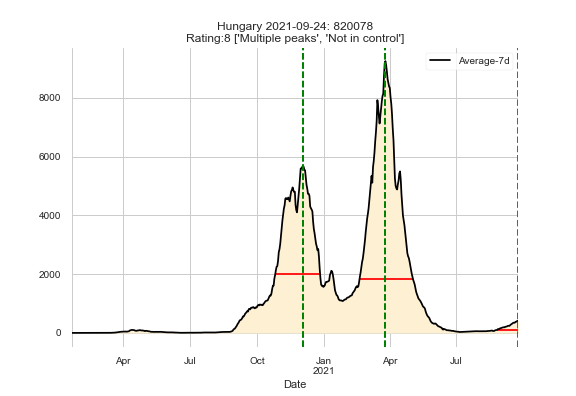 Hungary 2021-09-24: 820078
Rating:8 ['Multiple peaks', 'Not in control']
Average-7d
8000
6000
4000
2000
0
Apr Jul Oct Jan Apr Jul
2021
Date